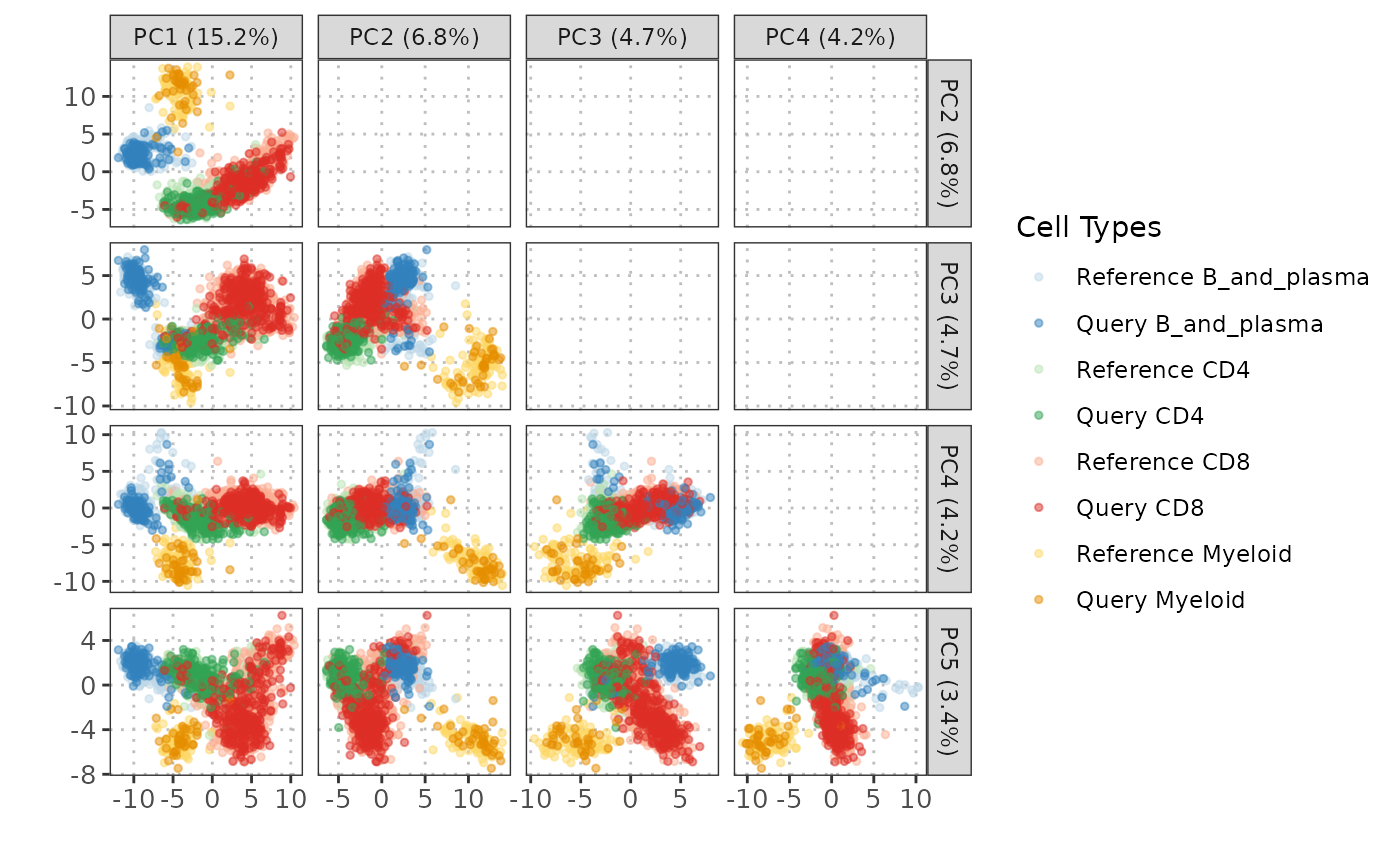 PC1 (15.2%) PC2 (6.8%) PC3 (4.7%) PC4 (4.2%)
10
5
0
-5
PC2 (6.8%)
5
0
-5
-10
PC3 (4.7%)
10
5
0
-5
-10
PC4 (4.2%)
4
0
-4
-8
PC5 (3.4%)
-10 -5 0 5 10 -5 0 5 10 -10 -5 0 5 -10 -5 0 5 10
Cell Types
Reference B_and_plasma
Query B_and_plasma
Reference CD4
Query CD4
Reference CD8
Query CD8
Reference Myeloid
Query Myeloid